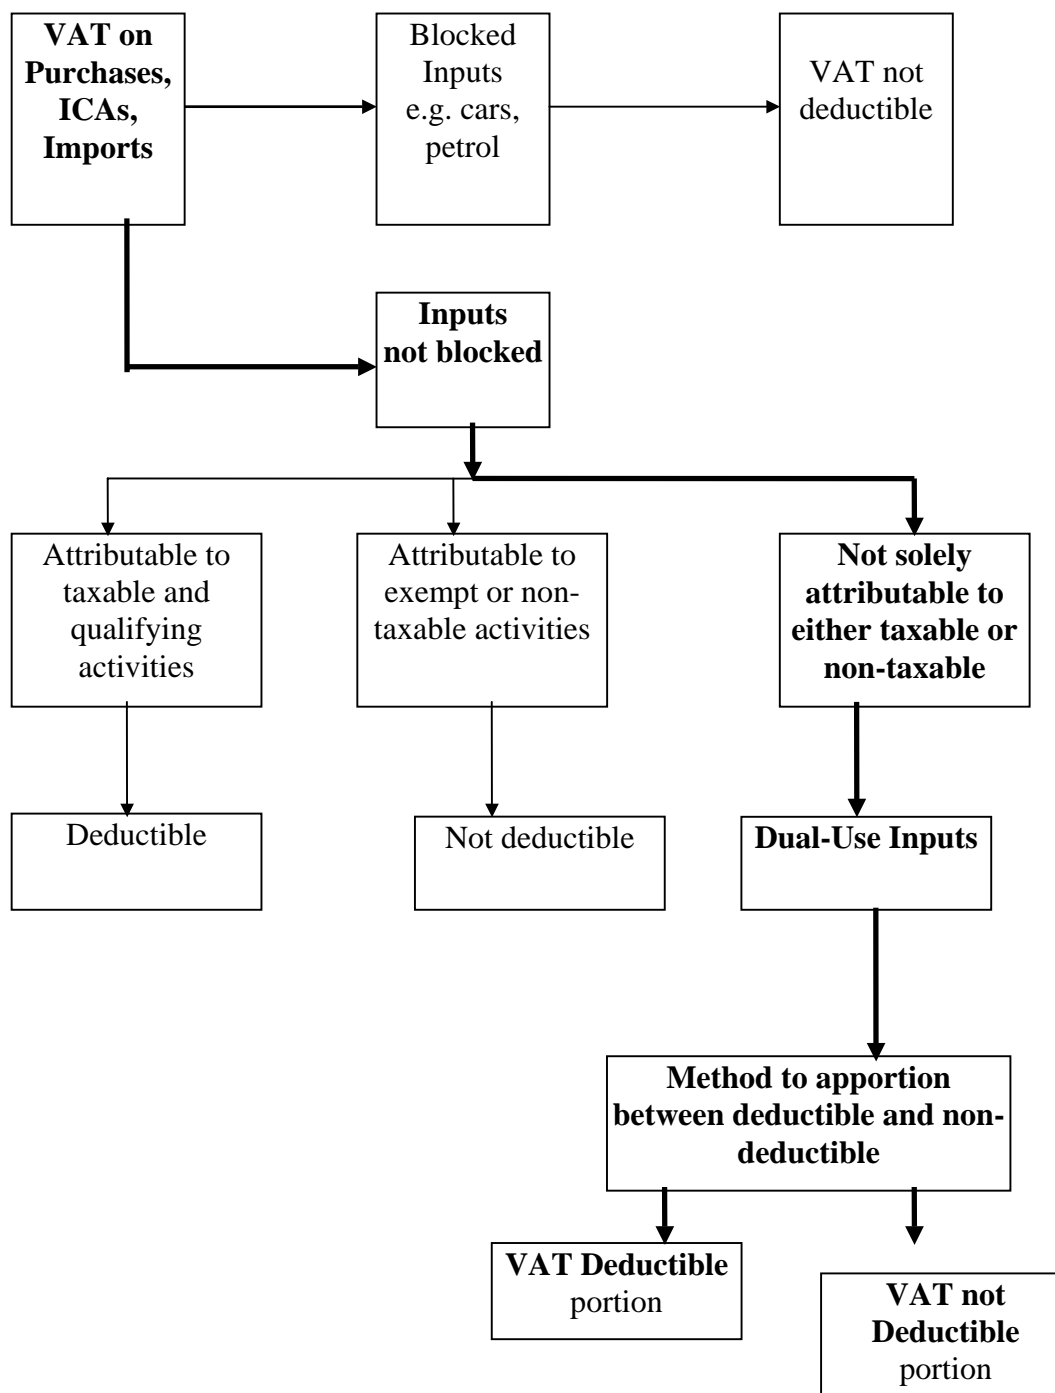 VAT on
Purchases,
ICAs,
Imports
Blocked
Inputs
e.g. cars,
petrol
VAT not
deductible
Inputs
not blocked
Attributable to
taxable and
qualifying
activities
Attributable to
exempt or non-
taxable activities
Not solely
attributable to
either taxable or
non-taxable
Deductible
Not deductible
Dual-Use Inputs
Method to apportion
between deductible and non-
deductible
VAT Deductible
portion
VAT not
Deductible
portion